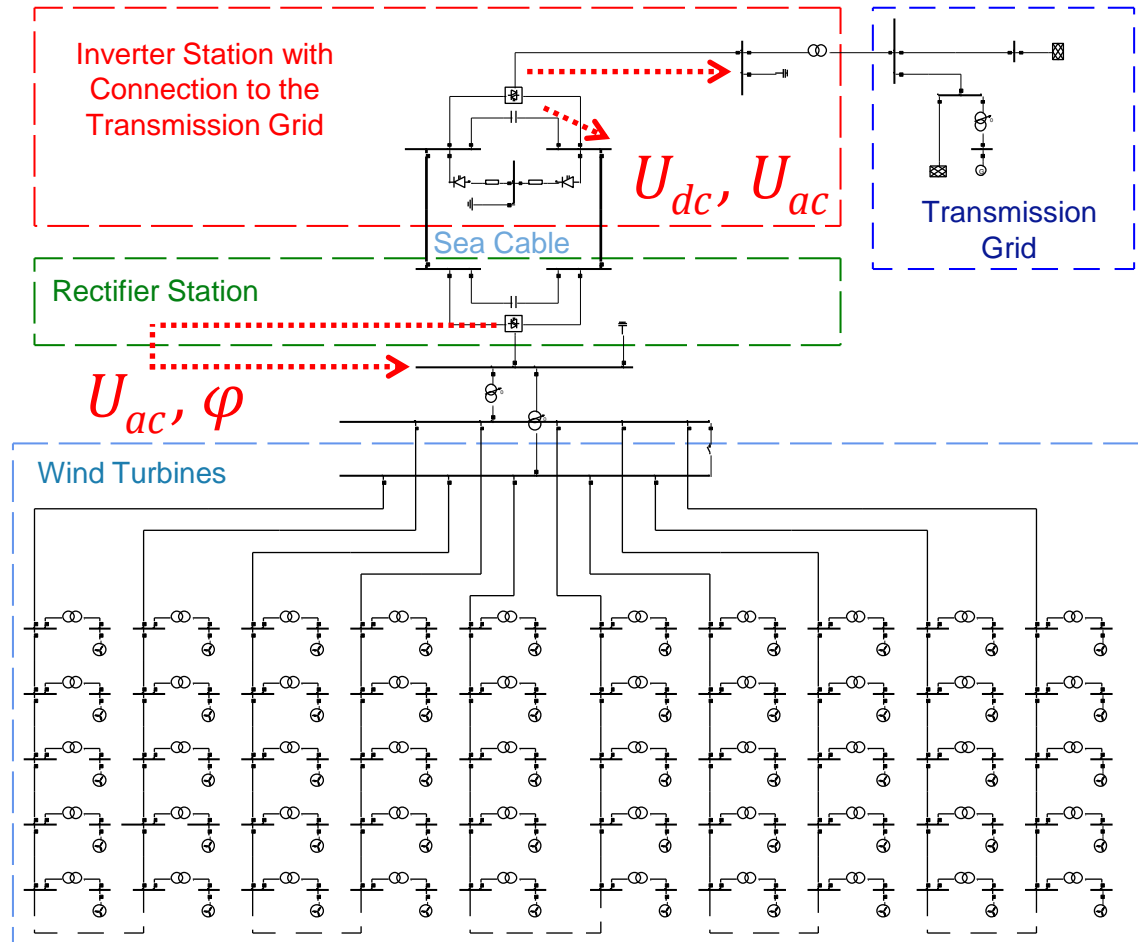 Inverter Station with
Connection to the
Transmission Grid
U_dc, U_ac
Transmission
Grid
Sea Cable
Rectifier Station
U_ac, φ
Wind Turbines